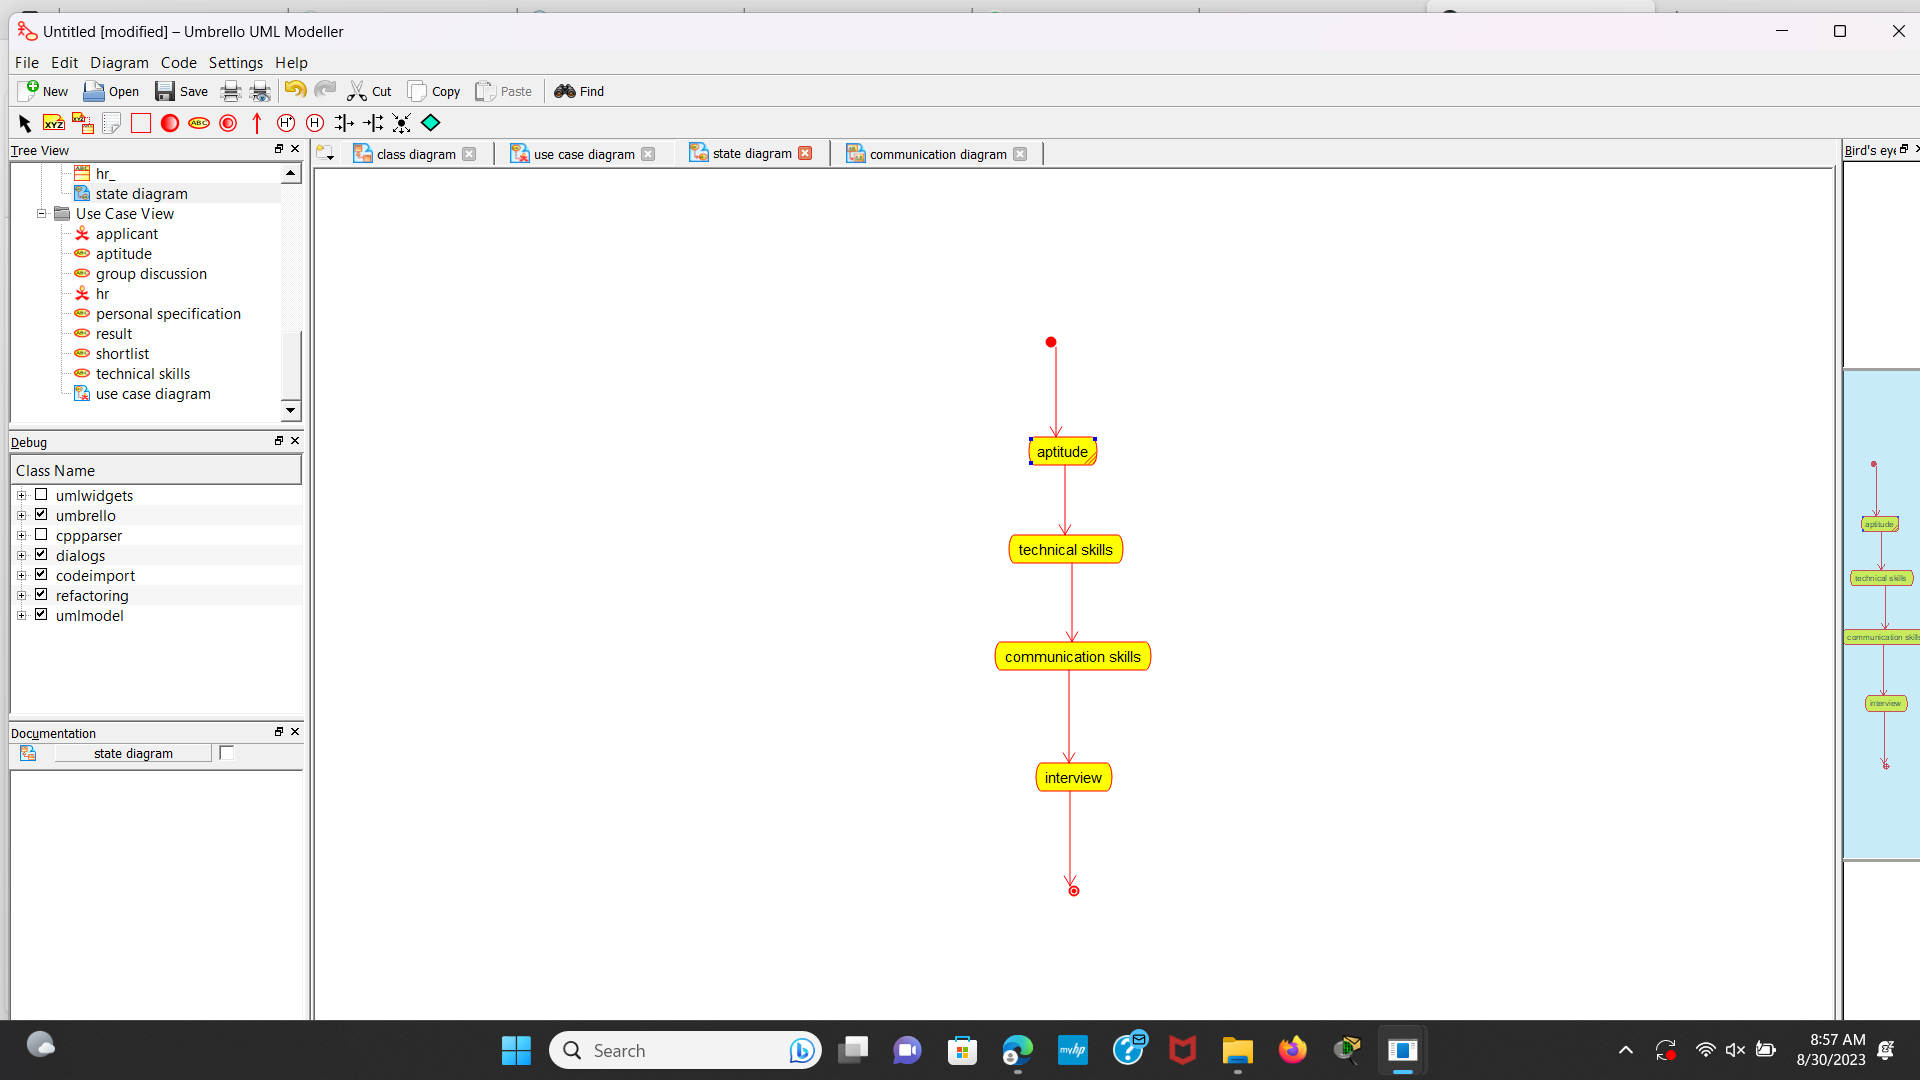 Untitled [modified] – Umbrello UML Modeller
File Edit Diagram Code Settings Help
New Open Save Cut Copy Paste Find
XYZ ABC H* H
Tree View
class diagram use case diagram state diagram communication diagram
Bird's eye
hr_
state diagram
Use Case View
applicant
aptitude
group discussion
hr
personal specification
result
shortlist
technical skills
use case diagram
Debug
Class Name
umlwidgets
umbrello
cppparser
dialogs
codeimport
refactoring
umlmodel
Documentation
state diagram
aptitude
technical skills
communication skills
interview
aptitude
technical skills
communication skills
interview
Search
myhp
8:57 AM
8/30/2023